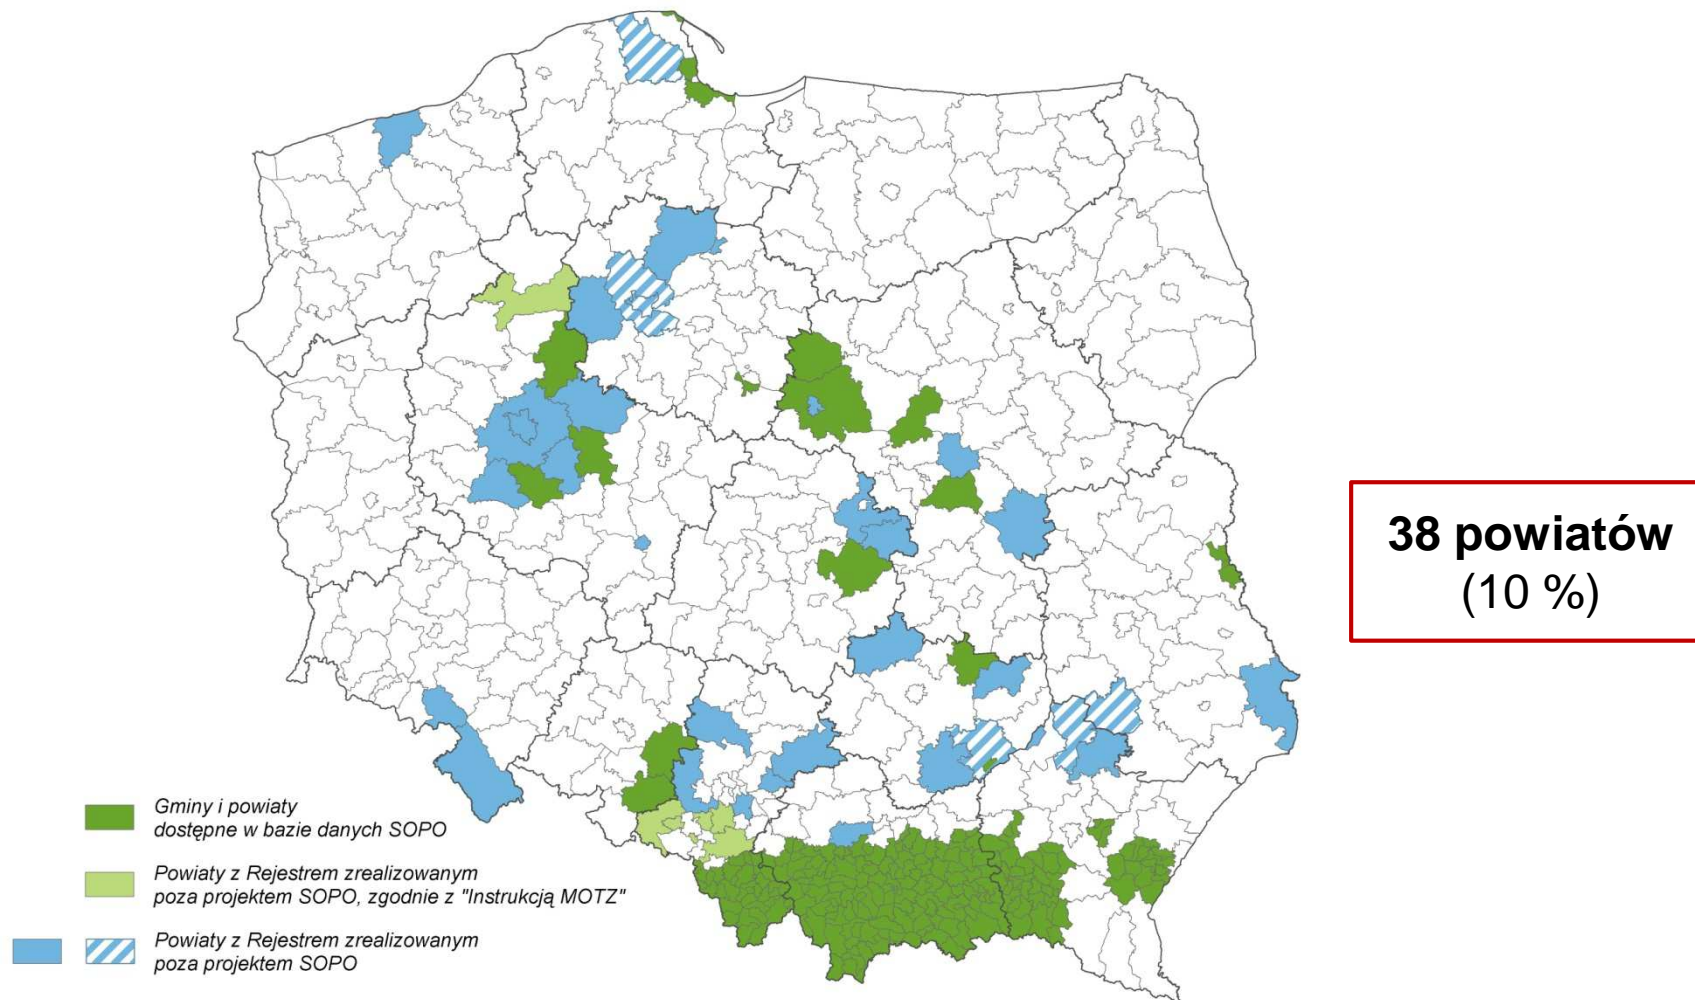 38 powiatów
(10 %)
Gminy i powiaty
dostępne w bazie danych SOPO
Powiaty z Rejestrem zrealizowanym
poza projektem SOPO, zgodnie z "Instrukcją MOTZ"
Powiaty z Rejestrem zrealizowanym
poza projektem SOPO